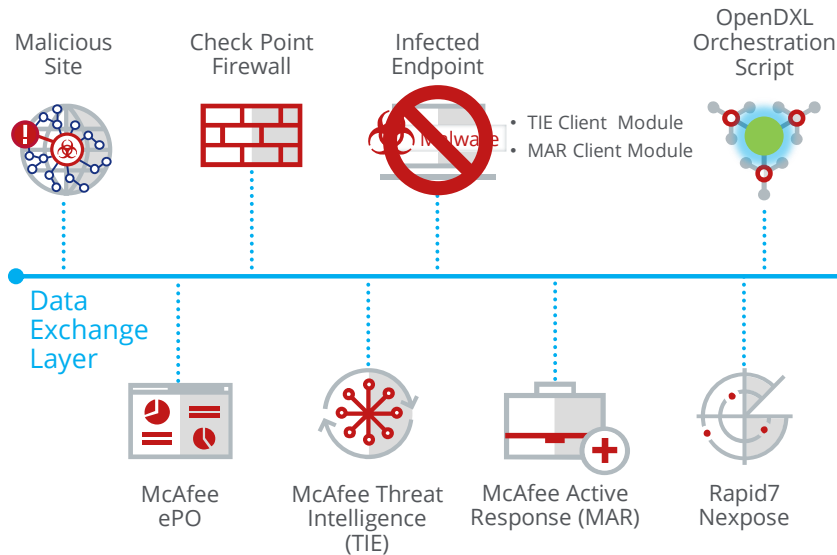 Malicious
Site
Check Point
Firewall
Infected
Endpoint
OpenDXL
Orchestration
Script
!
Malware
• TIE Client Module
• MAR Client Module
Data
Exchange
Layer
McAfee
ePO
McAfee Threat
Intelligence
(TIE)
McAfee Active
Response (MAR)
Rapid7
Nexpose